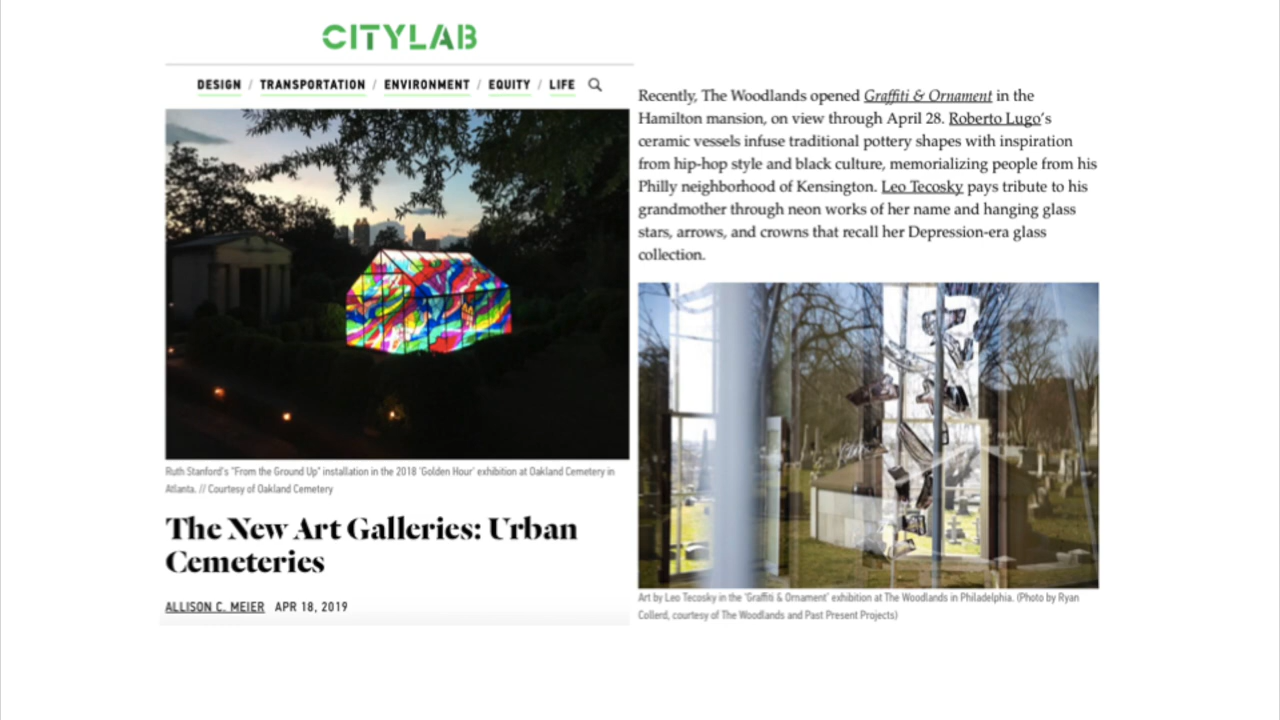 CITYLAB
DESIGN / TRANSPORTATION / ENVIRONMENT / EQUITY / LIFE
Ruth Stanford's "From the Ground Up" installation in the 2018 'Golden Hour' exhibition at Oakland Cemetery in
Atlanta. // Courtesy of Oakland Cemetery
The New Art Galleries: Urban
Cemeteries
ALLISON C. MEIER APR 18, 2019
Recently, The Woodlands opened Graffiti & Ornament in the
Hamilton mansion, on view through April 28. Roberto Lugo's
ceramic vessels infuse traditional pottery shapes with inspiration
from hip-hop style and black culture, memorializing people from his
Philly neighborhood of Kensington. Leo Tecosky pays tribute to his
grandmother through neon works of her name and hanging glass
stars, arrows, and crowns that recall her Depression-era glass
collection.
Art by Leo Tecosky in the 'Graffiti & Ornament' exhibition at The Woodlands in Philadelphia. (Photo by Ryan
Collerd, courtesy of The Woodlands and Past Present Projects)